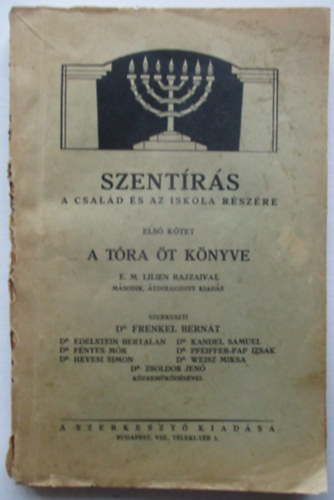 SZENTÍRÁS
A CSALÁD ÉS AZ ISKOLA RÉSZÉRE
ELSŐ KÖTET
A TÓRA ÖT KÖNYVE
E. M. LILIEN RAJZAIVAL
MÁSODIK, ÁTDOLGOZOTT KIADÁS
SZERKESZTI
DR. FRENKEL BERNÁT
DR. EDELSTEIN BERTALAN DR. KANDEL SÁMUEL
DR. FÉNYES MÓR DR. PFEIFFER-PAP IZSÁK
DR. HEVESI SIMON DR. WEISZ MIKSA
DR. ZSOLDOS JENŐ
KÖZREMŰKÖDÉSÉVEL
A SZERKESZTŐ KIADÁSA
BUDAPEST, VIII, TELEKI-TÉR 1.